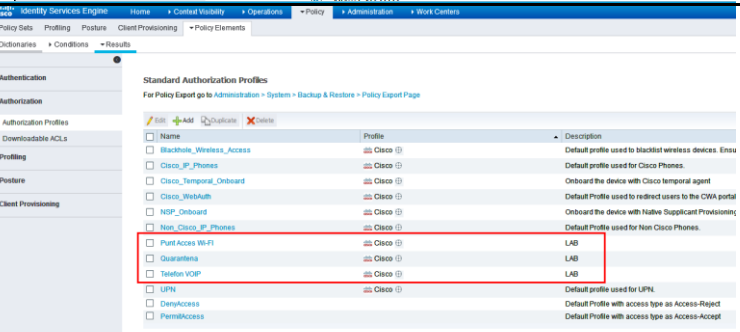 cisco Identity Services Engine Home Context Visibility Operations Policy Administration Work Centers
Policy Sets Profiling Posture Client Provisioning Policy Elements
Dictionaries Conditions Results
Authentication
Authorization
Authorization Profiles
Downloadable ACLs
Profiling
Posture
Client Provisioning
Standard Authorization Profiles
For Policy Export go to Administration > System > Backup & Restore > Policy Export Page
Edit Add Duplicate Delete
Name Profile Description
Blackhole_Wireless_Access Cisco Default profile used to blacklist wireless devices. Ensu
Cisco_IP_Phones Cisco Default profile used for Cisco Phones.
Cisco_Temporal_Onboard Cisco Onboard the device with Cisco temporal agent
Cisco_WebAuth Cisco Default Profile used to redirect users to the CWA portal
NSP_Onboard Cisco Onboard the device with Native Supplicant Provisioning
Non_Cisco_IP_Phones Cisco Default Profile used for Non Cisco Phones.
Punt Acces Wi-FI Cisco LAB
Quarantena Cisco LAB
Telefon VOIP Cisco LAB
UPN Cisco Default profile used for UPN.
DenyAccess Default Profile with access type as Access-Reject
PermitAccess Default Profile with access type as Access-Accept